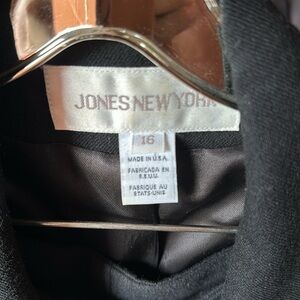 JONES NEW YORK
16
MADE IN U.S.A.
FABRICADA EN
E.E.U.U.
FABRIQUE AU
ETATS-UNIS